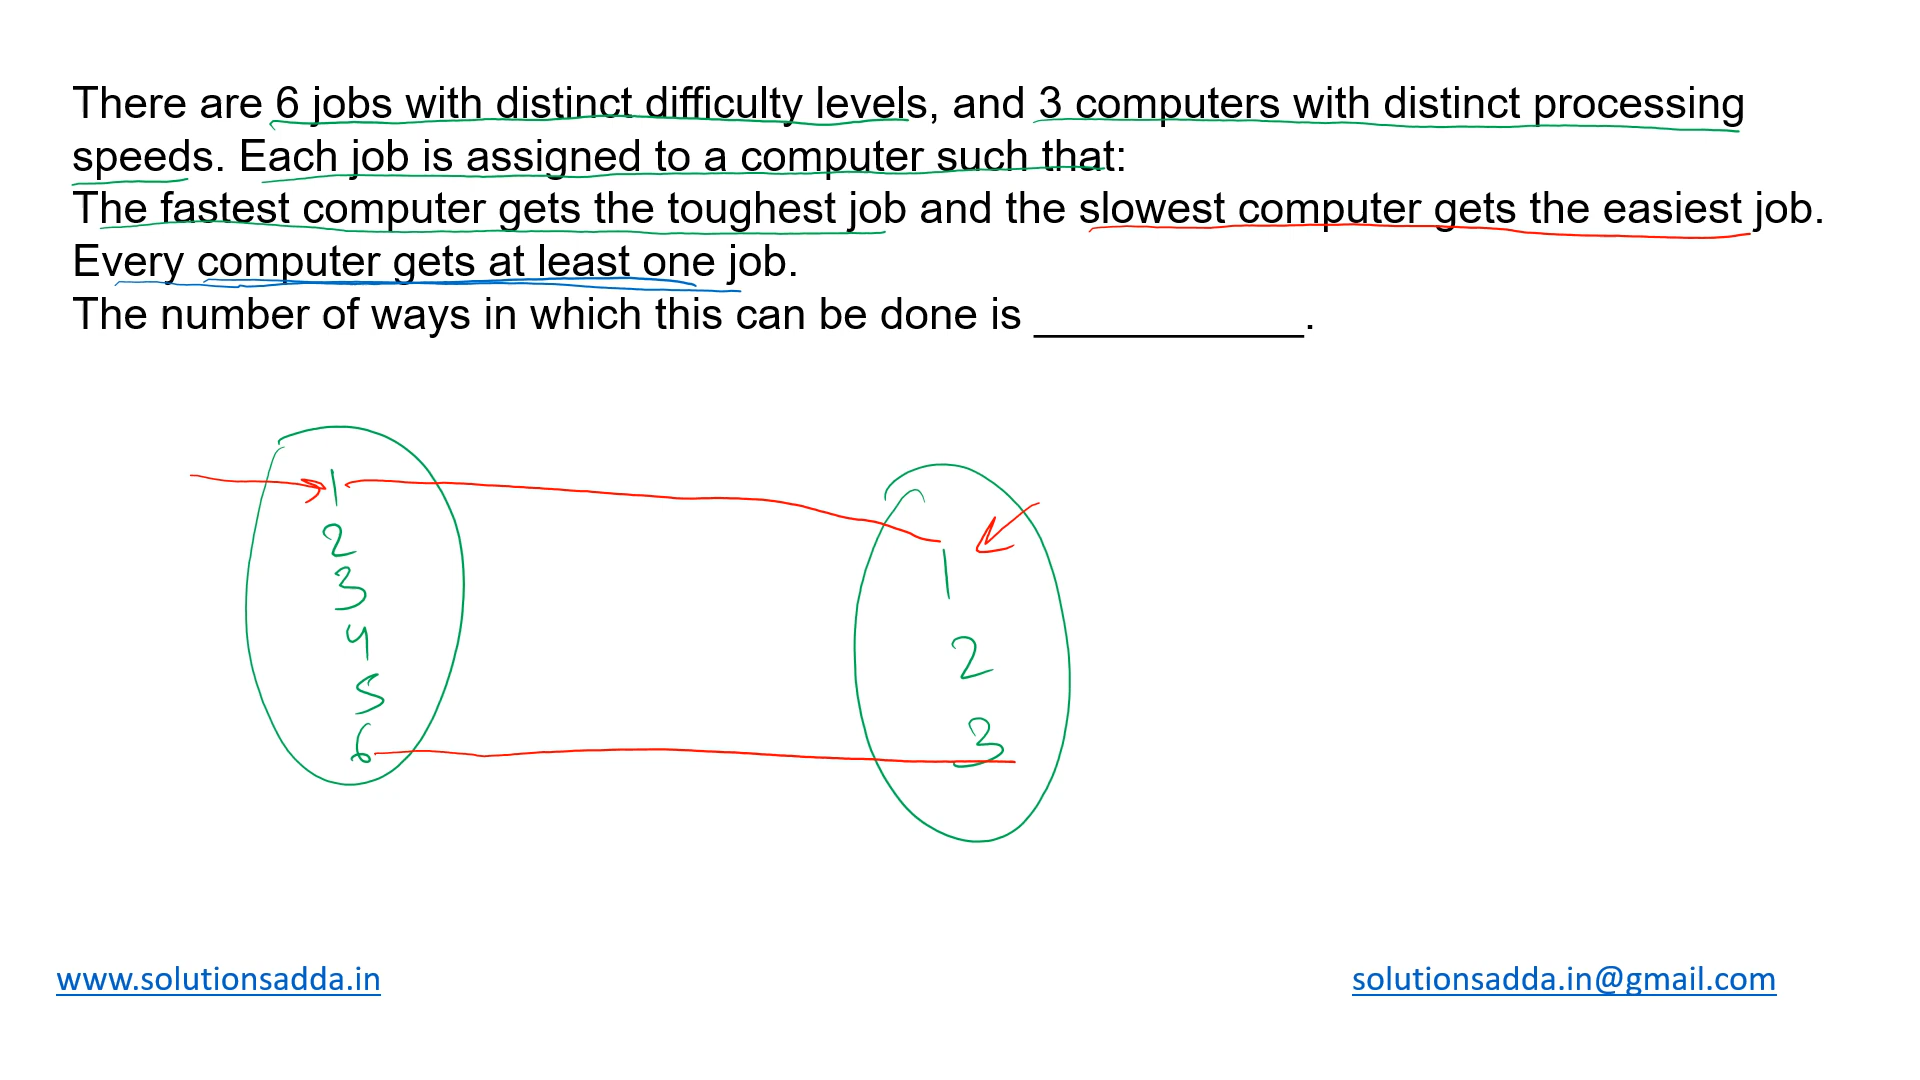 There are 6 jobs with distinct difficulty levels, and 3 computers with distinct processing
speeds. Each job is assigned to a computer such that:
The fastest computer gets the toughest job and the slowest computer gets the easiest job.
Every computer gets at least one job.
The number of ways in which this can be done is ____________.
1
2
3
4
5
6
1
2
3
www.solutionsadda.in
solutionsadda.in@gmail.com